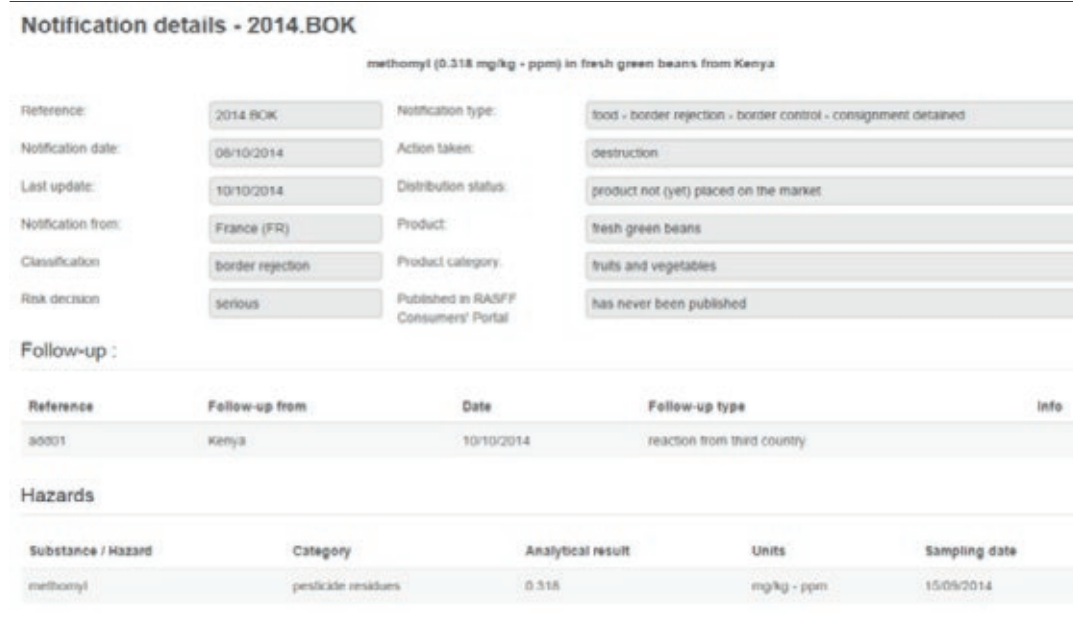 Notification details - 2014.BOK
methomyl (0.318 mg/kg - ppm) in fresh green beans from Kenya
Reference: 2014.BOK Notification type: food - border rejection - border control - consignment detained
Notification date: 08/10/2014 Action taken: destruction
Last update: 10/10/2014 Distribution status: product not (yet) placed on the market
Notification from: France (FR) Product: fresh green beans
Classification border rejection Product category: fruits and vegetables
Risk decision serious Published in RASFF Consumers' Portal has never been published
Follow-up :
Reference Follow-up from Date Follow-up type Info
add01 Kenya 10/10/2014 reaction from third country
Hazards
Substance / Hazard Category Analytical result Units Sampling date
methomyl pesticide residues 0.318 mg/kg - ppm 15/09/2014